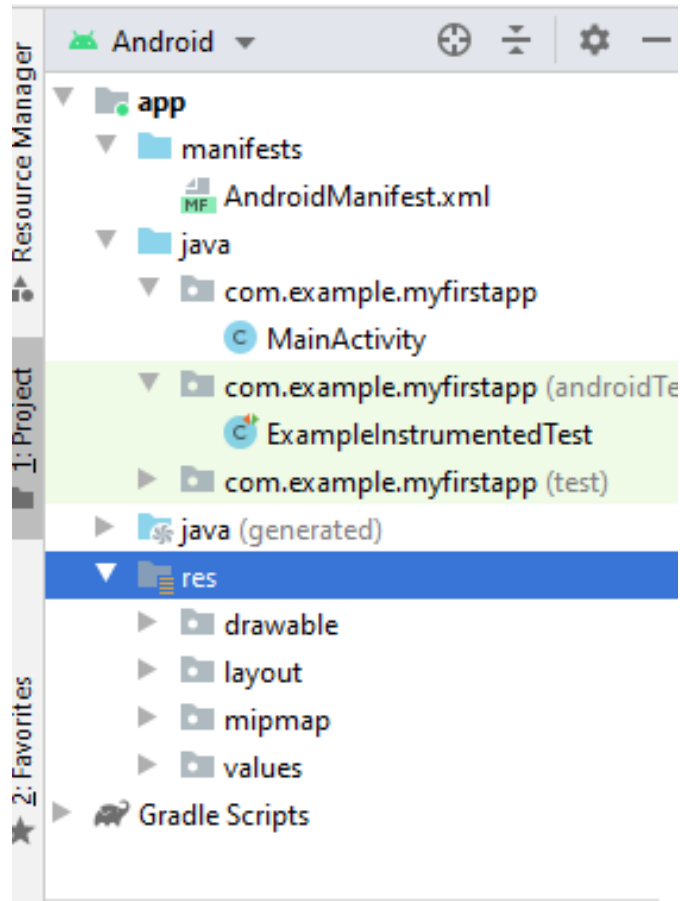 Android
app
manifests
MF AndroidManifest.xml
java
com.example.myfirstapp
C MainActivity
com.example.myfirstapp (androidTe
C ExampleInstrumentedTest
com.example.myfirstapp (test)
java (generated)
res
drawable
layout
mipmap
values
Gradle Scripts
Resource Manager
1: Project
2: Favorites